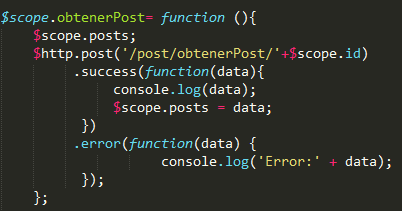 $scope.obtenerPost= function (){
$scope.posts;
$http.post('/post/obtenerPost/'+$scope.id)
.success(function(data){
console.log(data);
$scope.posts = data;
})
.error(function(data) {
console.log('Error:' + data);
});
};